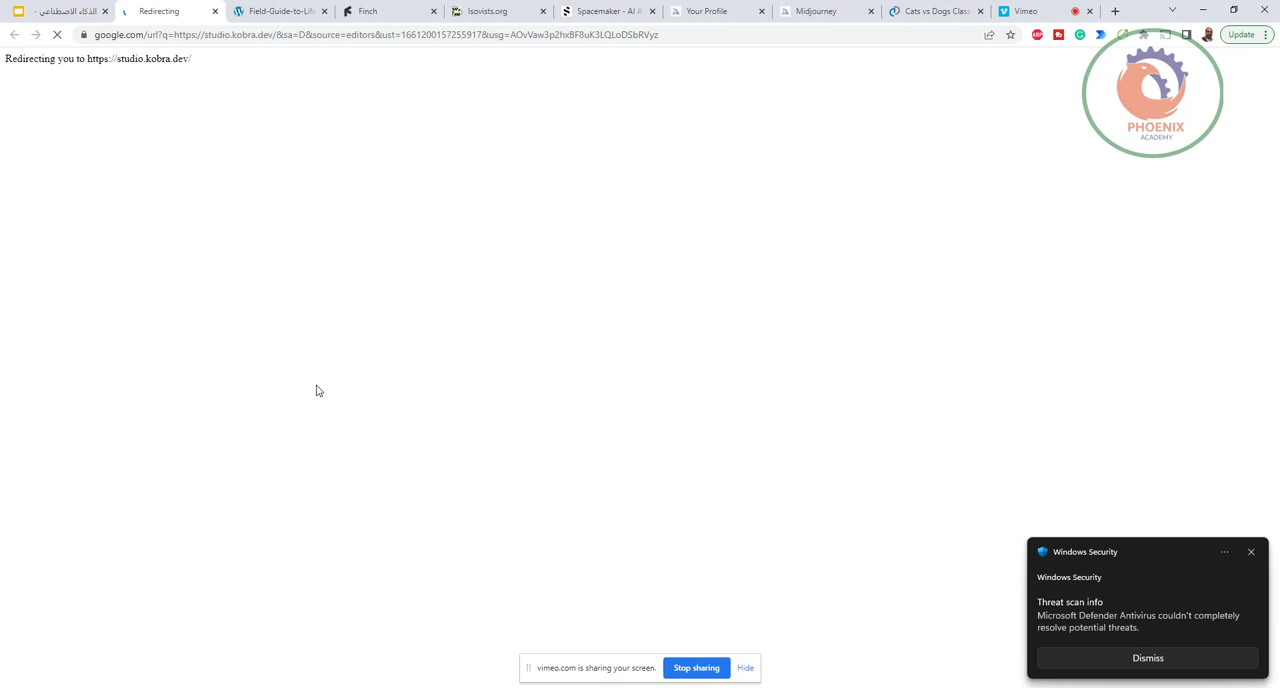 الذكاء الاصطناعي -
Redirecting
Field-Guide-to-Life
Finch
Isovists.org
Spacemaker - AI A
Your Profile
Midjourney
Cats vs Dogs Class
Vimeo
google.com/url?q=https://studio.kobra.dev/&sa=D&source=editors&ust=1661200157255917&usg=AOvVaw3p2hxBF8uK3LQLoDSbRVyz
ABP
Update
Redirecting you to https://studio.kobra.dev/
PHOENIX
ACADEMY
Windows Security
Windows Security
Threat scan info
Microsoft Defender Antivirus couldn't completely
resolve potential threats.
Dismiss
vimeo.com is sharing your screen.
Stop sharing
Hide